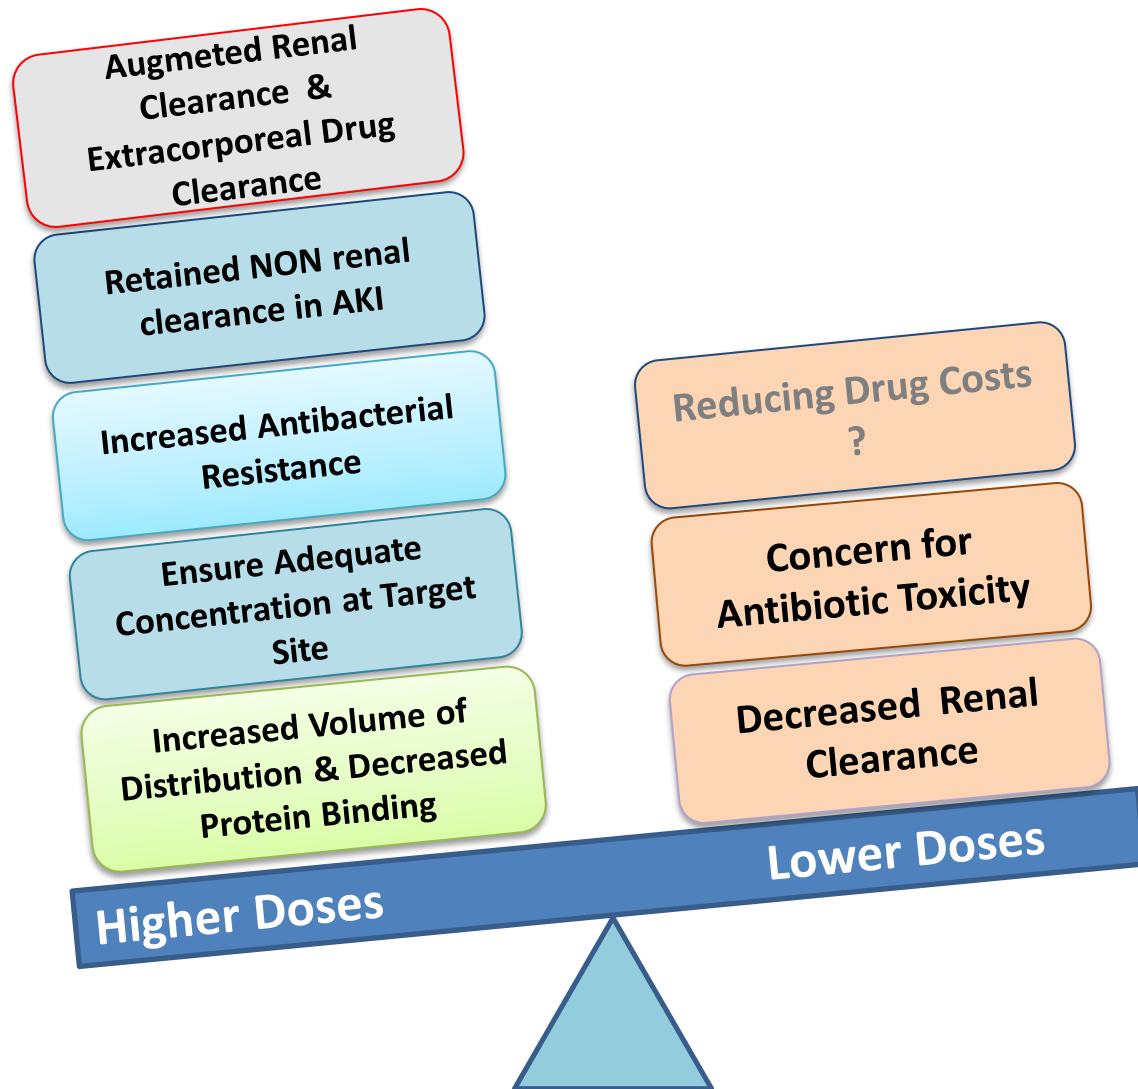 Augmeted Renal
Clearance &
Extracorporeal Drug
Clearance
Retained NON renal
clearance in AKI
Increased Antibacterial
Resistance
Ensure Adequate
Concentration at Target
Site
Increased Volume of
Distribution & Decreased
Protein Binding
Higher Doses
Reducing Drug Costs
?
Concern for
Antibiotic Toxicity
Decreased Renal
Clearance
Lower Doses